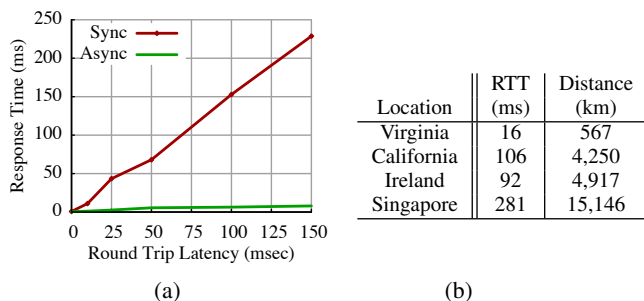 250
200
150
100
50
0
Response Time (ms)
Sync
Async
0 25 50 75 100 125 150
Round Trip Latency (msec)
(a)
RTT Distance
Location (ms) (km)
Virginia 16 567
California 106 4,250
Ireland 92 4,917
Singapore 281 15,146
(b)